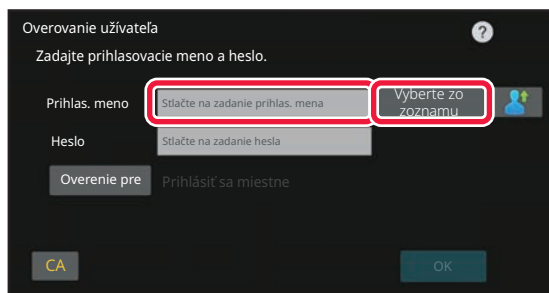 Overovanie užívateľa
?
Zadajte prihlasovacie meno a heslo.
Prihlas. meno
Stlačte na zadanie prihlas. mena
Vyberte zo
zoznamu
Heslo
Stlačte na zadanie hesla
Overenie pre
Prihlásiť sa miestne
CA
OK